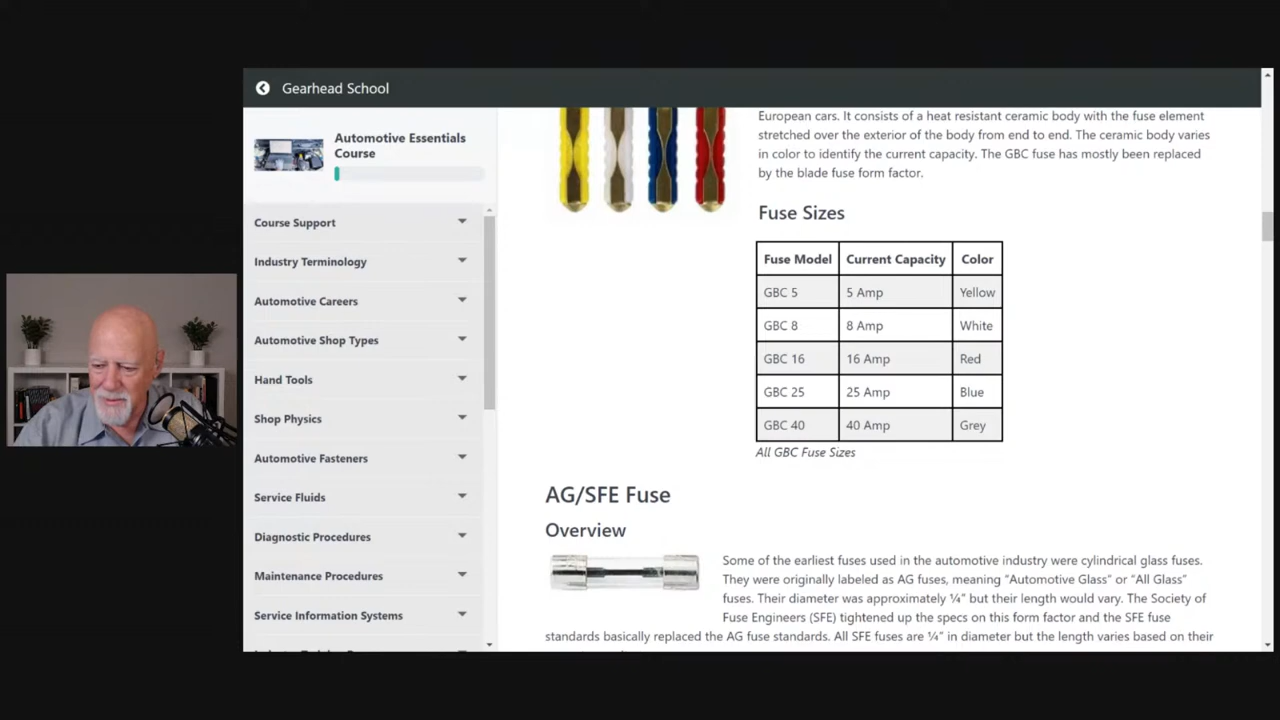 Gearhead School
Automotive Essentials
Course
Course Support
Industry Terminology
Automotive Careers
Automotive Shop Types
Hand Tools
Shop Physics
Automotive Fasteners
Service Fluids
Diagnostic Procedures
Maintenance Procedures
Service Information Systems
European cars. It consists of a heat resistant ceramic body with the fuse element
stretched over the exterior of the body from end to end. The ceramic body varies
in color to identify the current capacity. The GBC fuse has mostly been replaced
by the blade fuse form factor.
Fuse Sizes
Fuse Model Current Capacity Color
GBC 5 5 Amp Yellow
GBC 8 8 Amp White
GBC 16 16 Amp Red
GBC 25 25 Amp Blue
GBC 40 40 Amp Grey
All GBC Fuse Sizes
AG/SFE Fuse
Overview
Some of the earliest fuses used in the automotive industry were cylindrical glass fuses.
They were originally labeled as AG fuses, meaning “Automotive Glass” or “All Glass”
fuses. Their diameter was approximately ¼” but their length would vary. The Society of
Fuse Engineers (SFE) tightened up the specs on this form factor and the SFE fuse
standards basically replaced the AG fuse standards. All SFE fuses are ¼” in diameter but the length varies based on their